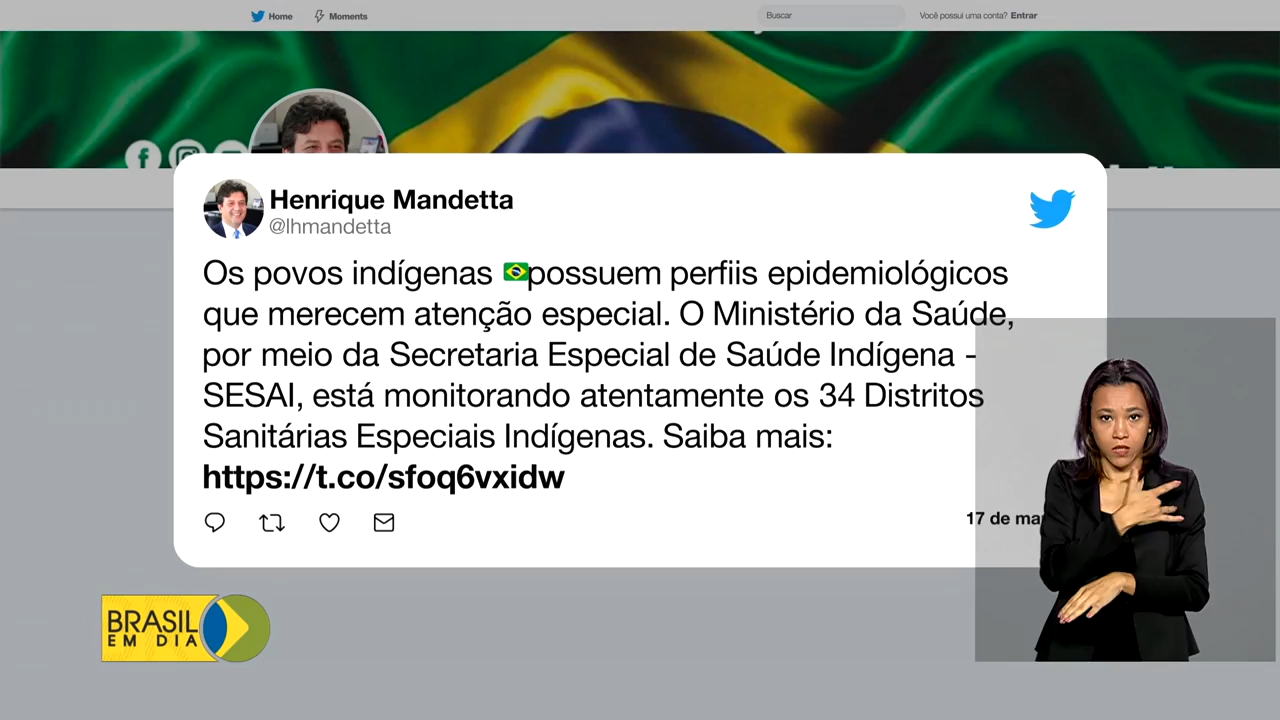 Home
Moments
Buscar
Você possui uma conta? Entrar
Henrique Mandetta
@lhmandetta
Os povos indígenas 🇧🇷possuem perfiis epidemiológicos
que merecem atenção especial. O Ministério da Saúde,
por meio da Secretaria Especial de Saúde Indígena -
SESAI, está monitorando atentamente os 34 Distritos
Sanitárias Especiais Indígenas. Saiba mais:
https://t.co/sfoq6vxidw
17 de
BRASIL
EM DIA